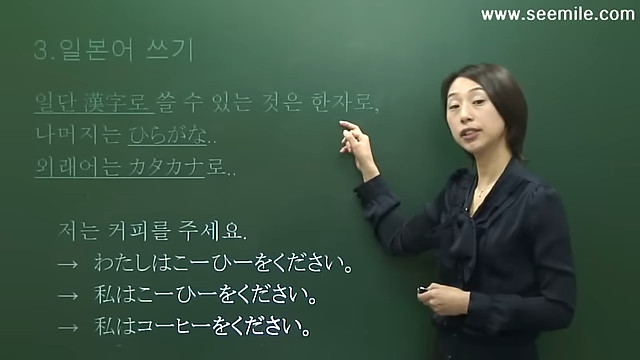 www.seemile.com
3.일본어 쓰기
일단 漢字로 쓸 수 있는 것은 한자로,
나머지는 ひらがな..
외래어는 カタカナ로..
저는 커피를 주세요.
→ わたしはこーひーをください。
→ 私はこーひーをください。
→ 私はコーヒーをください。